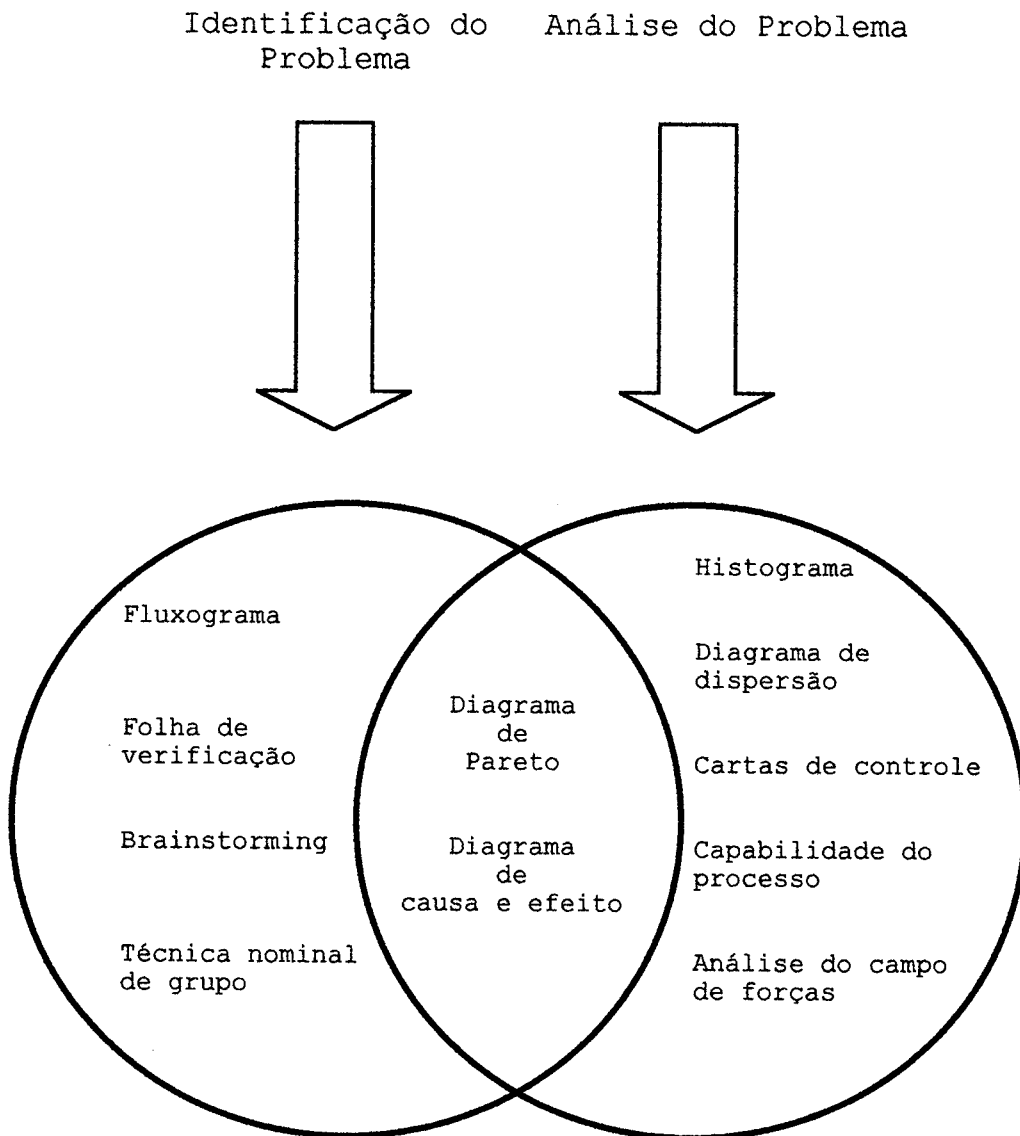 Identificação do
Problema
Análise do Problema
Fluxograma
Folha de
verificação
Brainstorming
Técnica nominal
de grupo
Diagrama
de
Pareto
Diagrama
de
causa e efeito
Histograma
Diagrama de
dispersão
Cartas de controle
Capabilidade do
processo
Análise do campo
de forças